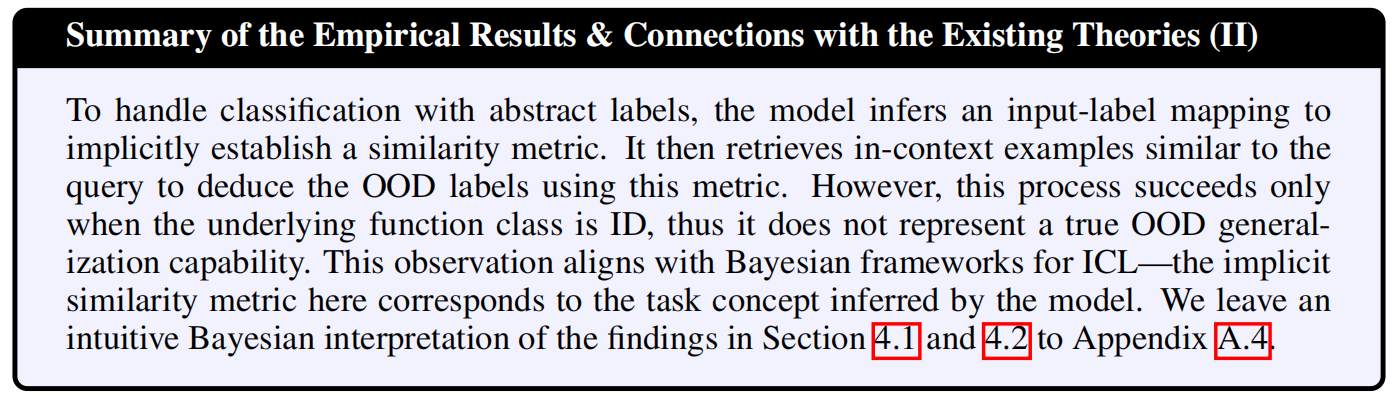 Summary of the Empirical Results & Connections with the Existing Theories (II)
To handle classification with abstract labels, the model infers an input-label mapping to
implicitly establish a similarity metric. It then retrieves in-context examples similar to the
query to deduce the OOD labels using this metric. However, this process succeeds only
when the underlying function class is ID, thus it does not represent a true OOD general-
ization capability. This observation aligns with Bayesian frameworks for ICL—the implicit
similarity metric here corresponds to the task concept inferred by the model. We leave an
intuitive Bayesian interpretation of the findings in Section 4.1 and 4.2 to Appendix A.4.